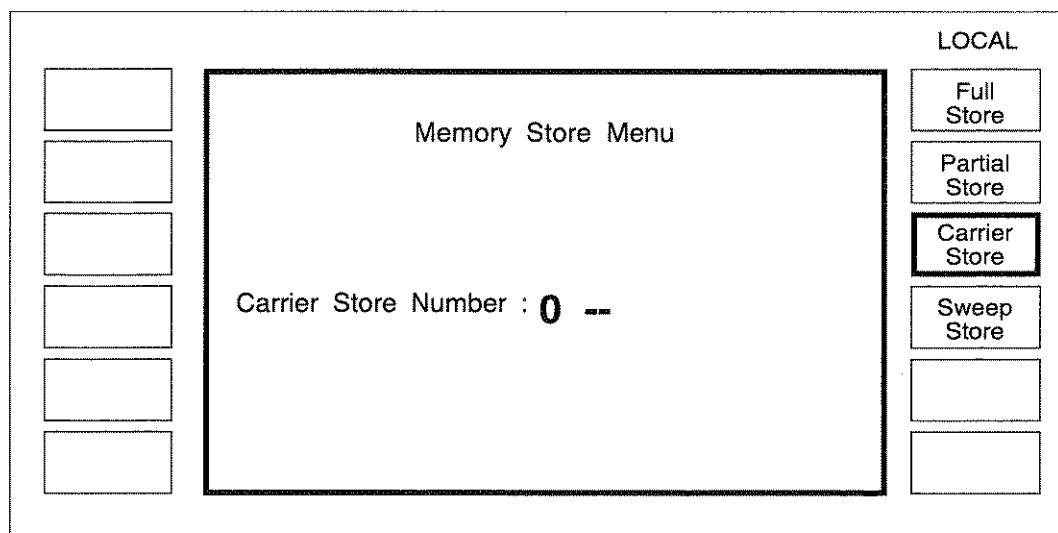 LOCAL
Full
Store
Memory Store Menu
Partial
Store
Carrier
Store
Carrier Store Number : 0 --
Sweep
Store